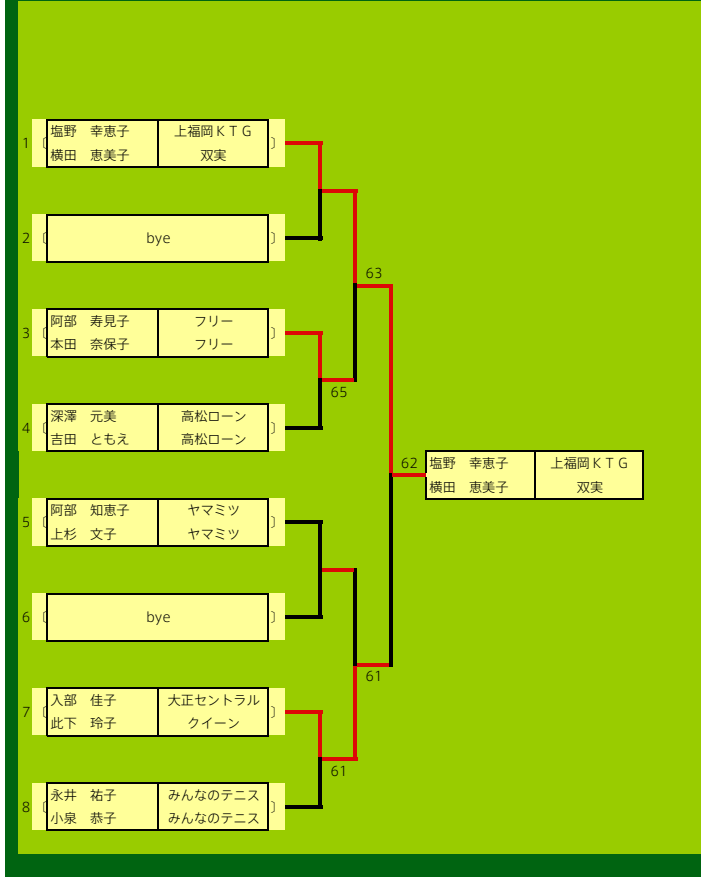 1 〔 塩野　幸恵子 上福岡ＫＴＧ 〕
横田　恵美子 双実
2 〔 bye 〕
63
3 〔 阿部　寿見子 フリー 〕
本田　奈保子 フリー
65
4 〔 深澤　元美 高松ローン 〕
吉田　ともえ 高松ローン
62 塩野　幸恵子 上福岡ＫＴＧ
横田　恵美子 双実
5 〔 阿部　知恵子 ヤマミツ 〕
上杉　文子 ヤマミツ
6 〔 bye 〕
61
7 〔 入部　佳子 大正セントラル 〕
此下　玲子 クイーン
61
8 〔 永井　祐子 みんなのテニス 〕
小泉　恭子 みんなのテニス